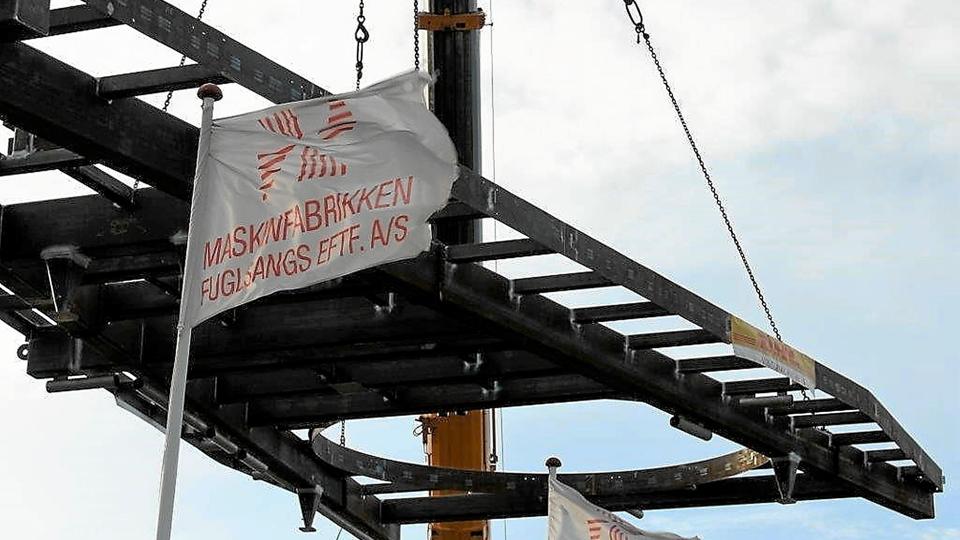 MASKINFABRIKKEN
FUGLSANGS EFTF. A/S